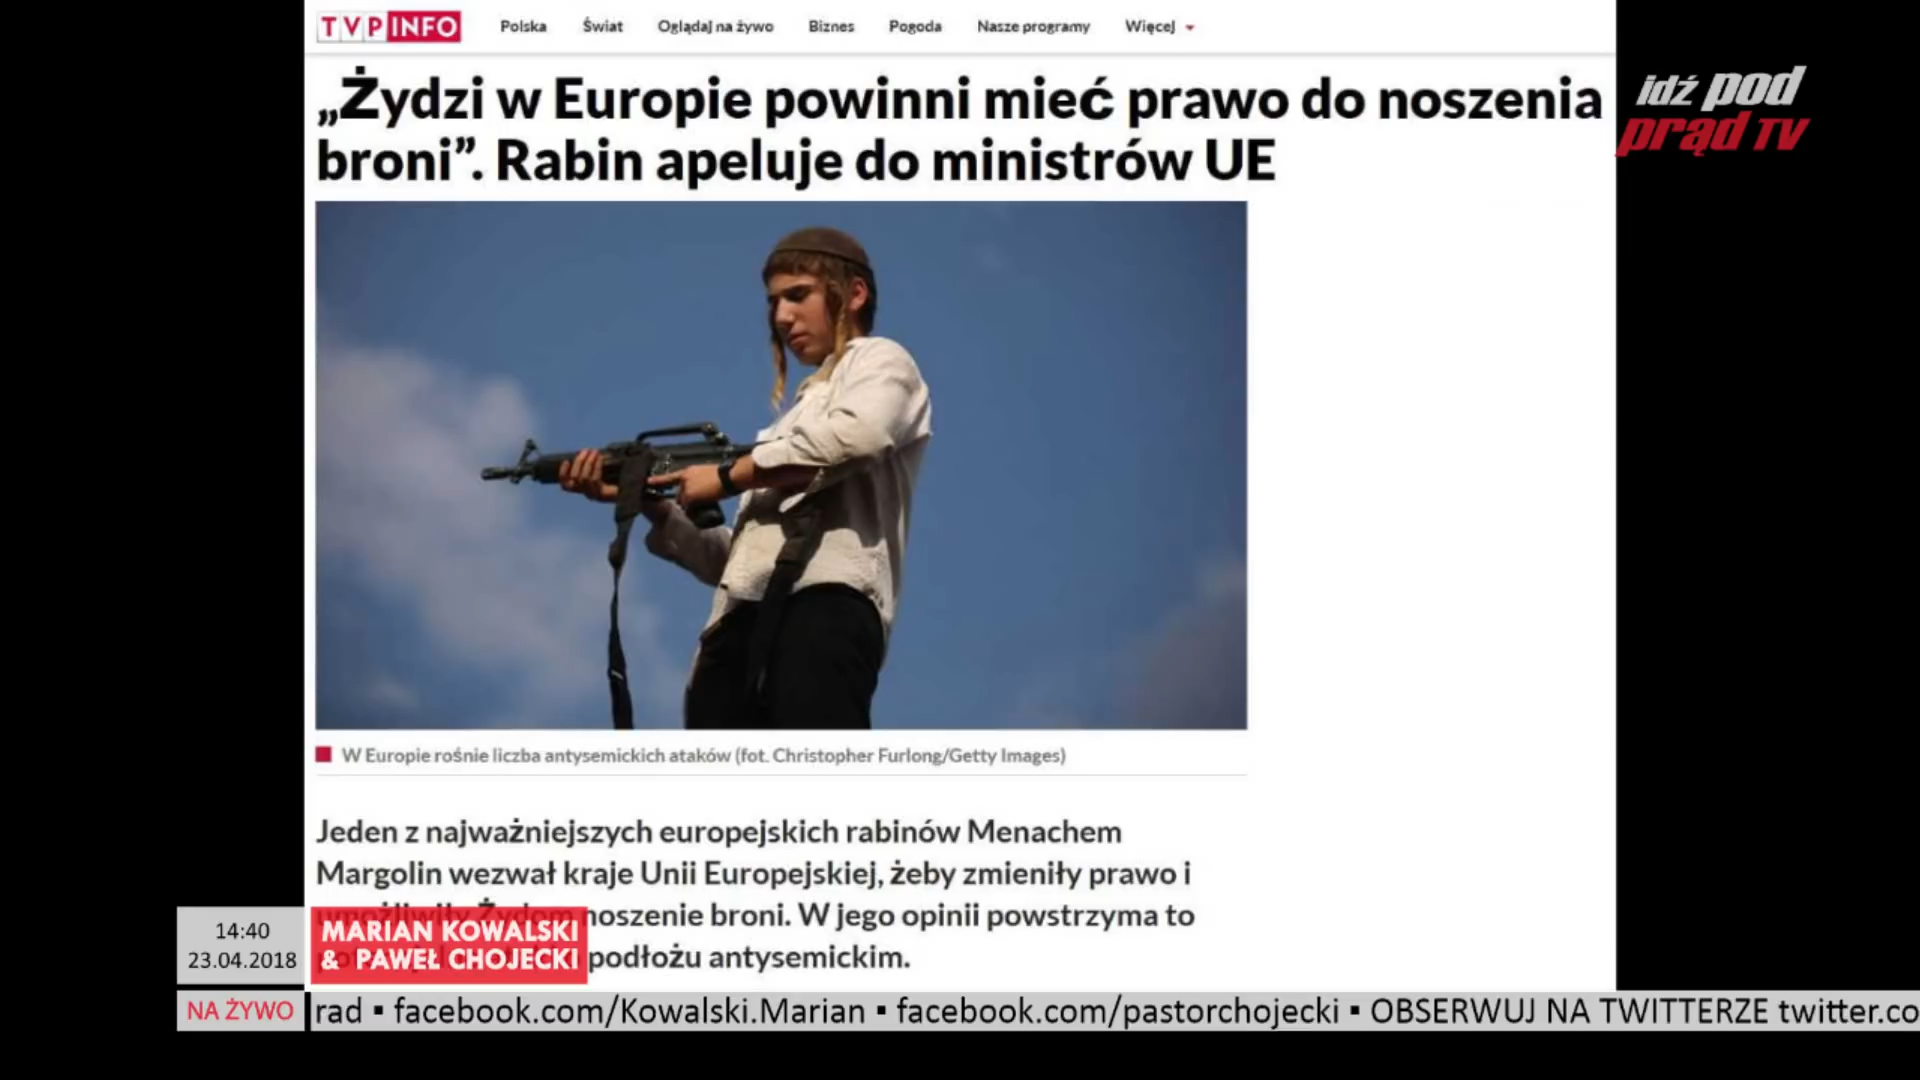 TVP INFO Polska Świat Oglądaj na żywo Biznes Pogoda Nasze programy Więcej
„Żydzi w Europie powinni mieć prawo do noszenia
broni”. Rabin apeluje do ministrów UE
idź pod
prąd TV
W Europie rośnie liczba antysemickich ataków (fot. Christopher Furlong/Getty Images)
Jeden z najważniejszych europejskich rabinów Menachem
Margolin wezwał kraje Unii Europejskiej, żeby zmieniły prawo i
umożliwiły Żydom noszenie broni. W jego opinii powstrzyma to
podłożu antysemickim.
14:40
23.04.2018
MARIAN KOWALSKI
& PAWEŁ CHOJECKI
NA ŻYWO
rad ▪ facebook.com/Kowalski.Marian ▪ facebook.com/pastorchojecki ▪ OBSERWUJ NA TWITTERZE twitter.co